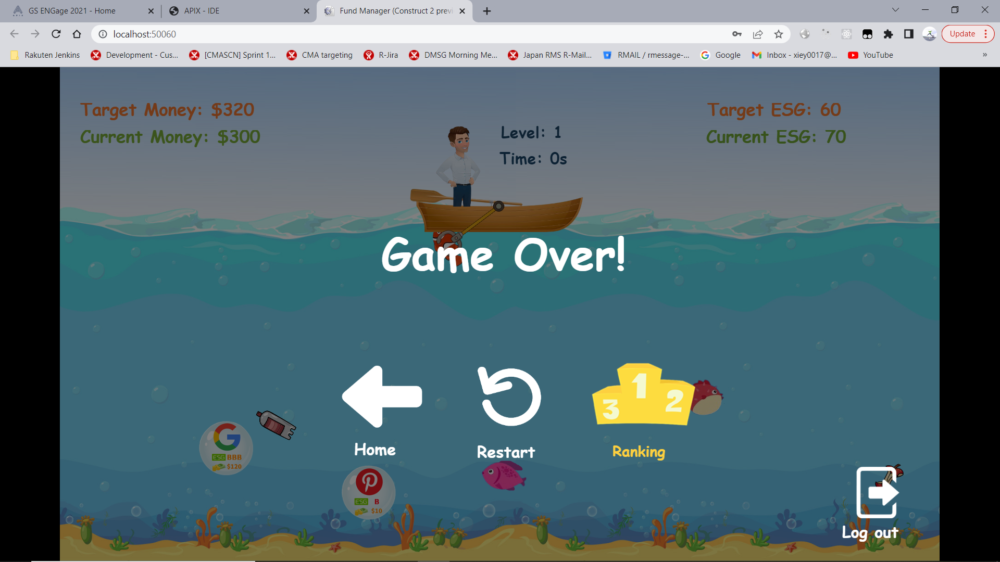 GS ENGage 2021 - Home
APIX - IDE
Fund Manager (Construct 2 previ
localhost:50060
Update
Rakuten Jenkins
Development - Cus...
[CMASCN] Sprint 1...
CMA targeting
R-Jira
DMSG Morning Me...
Japan RMS R-Mail...
RMAIL / rmessage-...
Google
Inbox - xiey0017@...
YouTube
»
Target Money: $320
Current Money: $300
Level: 1
Time: 0s
Target ESG: 60
Current ESG: 70
Game Over!
1
2
3
Home
Restart
Ranking
G
ESG BBB
$120
ESG B
$10
Log out